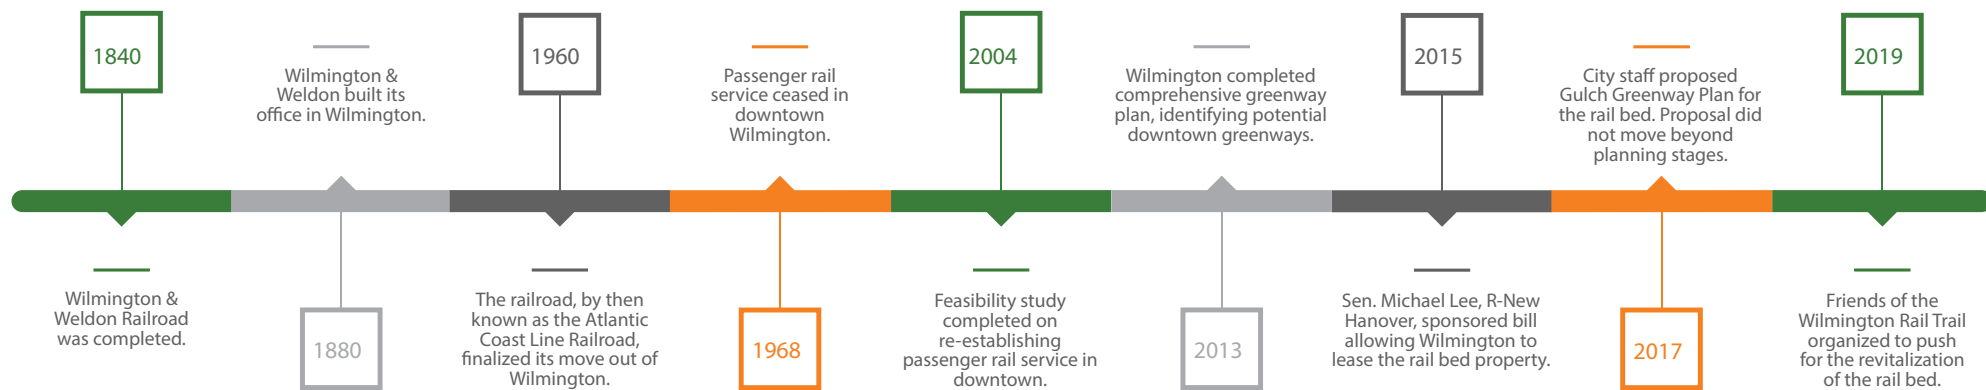 1840
Wilmington &
Weldon Railroad
was completed.
Wilmington &
Weldon built its
office in Wilmington.
1880
1960
The railroad, by then
known as the Atlantic
Coast Line Railroad,
finalized its move out of
Wilmington.
Passenger rail
service ceased in
downtown
Wilmington.
1968
2004
Feasibility study
completed on
re-establishing
passenger rail service in
downtown.
Wilmington completed
comprehensive greenway
plan, identifying potential
downtown greenways.
2013
2015
Sen. Michael Lee, R-New
Hanover, sponsored bill
allowing Wilmington to
lease the rail bed property.
City staff proposed
Gulch Greenway Plan for
the rail bed. Proposal did
not move beyond
planning stages.
2017
2019
Friends of the
Wilmington Rail Trail
organized to push
for the revitalization
of the rail bed.